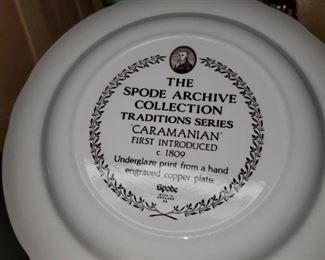 THE
SPODE ARCHIVE
COLLECTION
TRADITIONS SERIES
'CARAMANIAN'
FIRST INTRODUCED
c. 1809
Underglaze print from a hand
engraved copper plate.
Spode